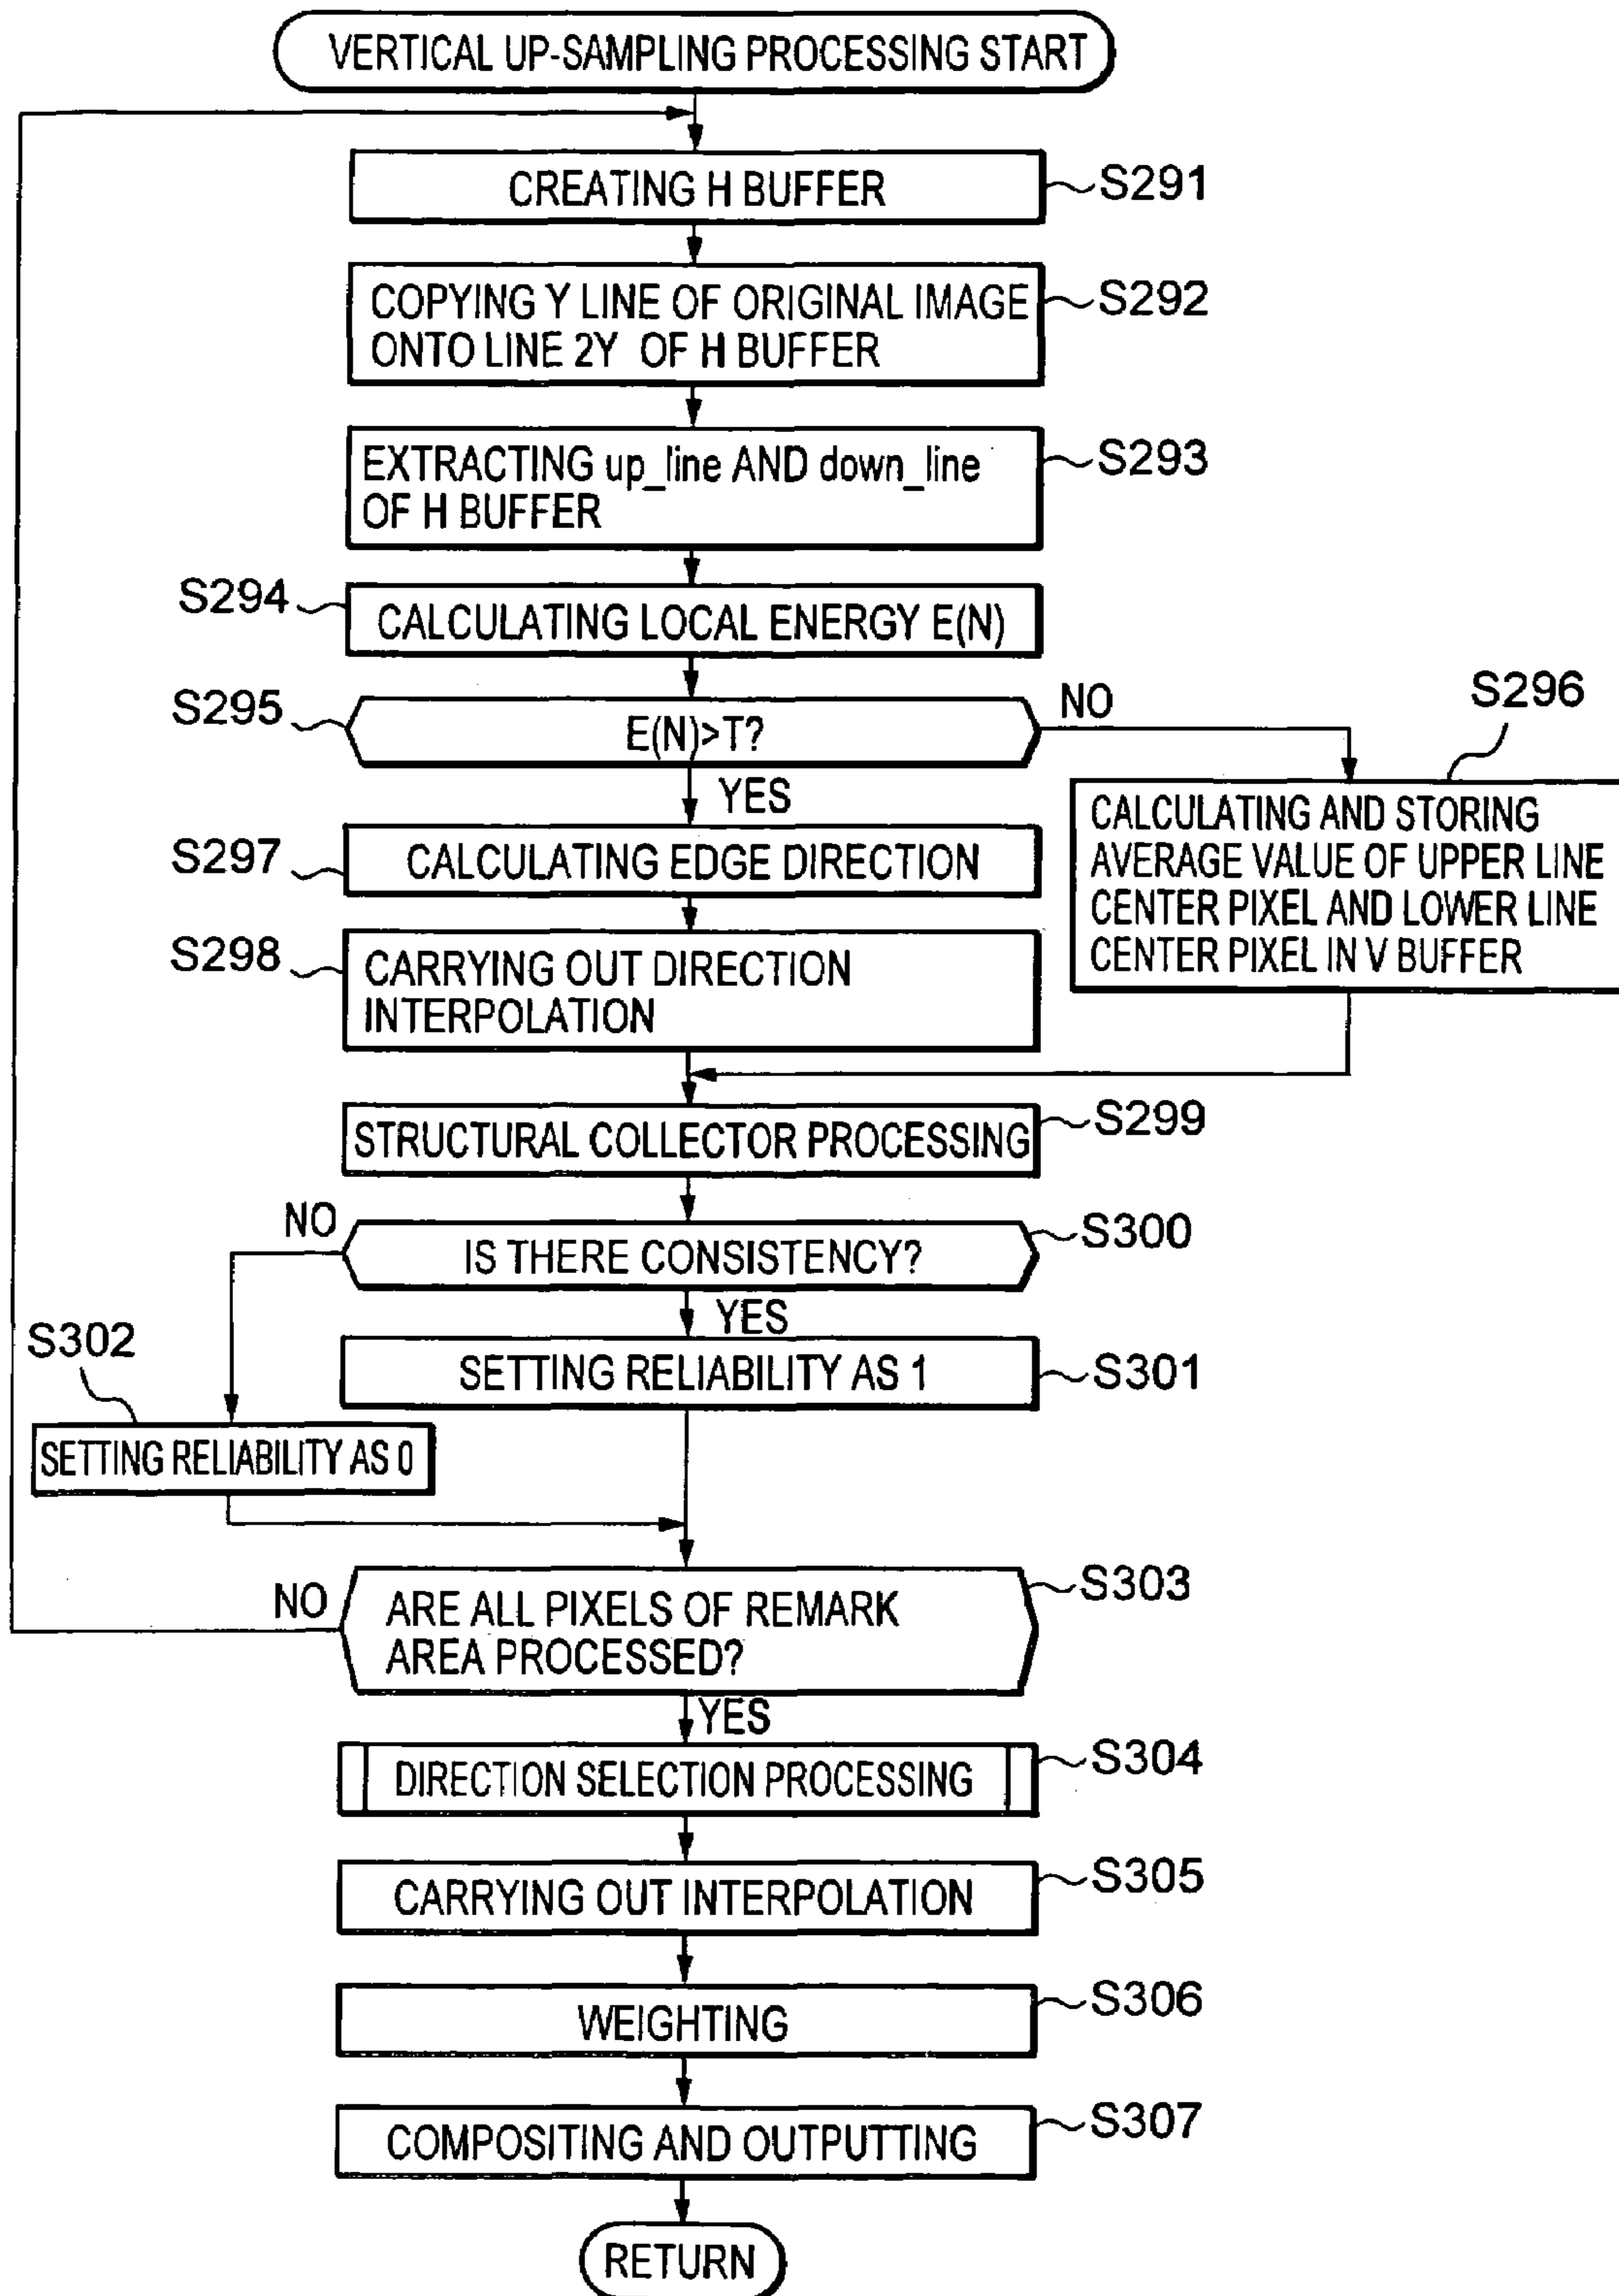 VERTICAL UP-SAMPLING PROCESSING START
CREATING H BUFFER
S291
COPYING Y LINE OF ORIGINAL IMAGE
ONTO LINE 2Y OF H BUFFER
S292
EXTRACTING up_line AND down_line
OF H BUFFER
S293
S294
CALCULATING LOCAL ENERGY E(N)
S295
E(N)>T?
NO
YES
S296
CALCULATING AND STORING
AVERAGE VALUE OF UPPER LINE
CENTER PIXEL AND LOWER LINE
CENTER PIXEL IN V BUFFER
S297
CALCULATING EDGE DIRECTION
S298
CARRYING OUT DIRECTION
INTERPOLATION
STRUCTURAL COLLECTOR PROCESSING
S299
NO
IS THERE CONSISTENCY?
S300
YES
S302
SETTING RELIABILITY AS 1
S301
SETTING RELIABILITY AS 0
NO
ARE ALL PIXELS OF REMARK
AREA PROCESSED?
S303
YES
DIRECTION SELECTION PROCESSING
S304
CARRYING OUT INTERPOLATION
S305
WEIGHTING
S306
COMPOSITING AND OUTPUTTING
S307
RETURN